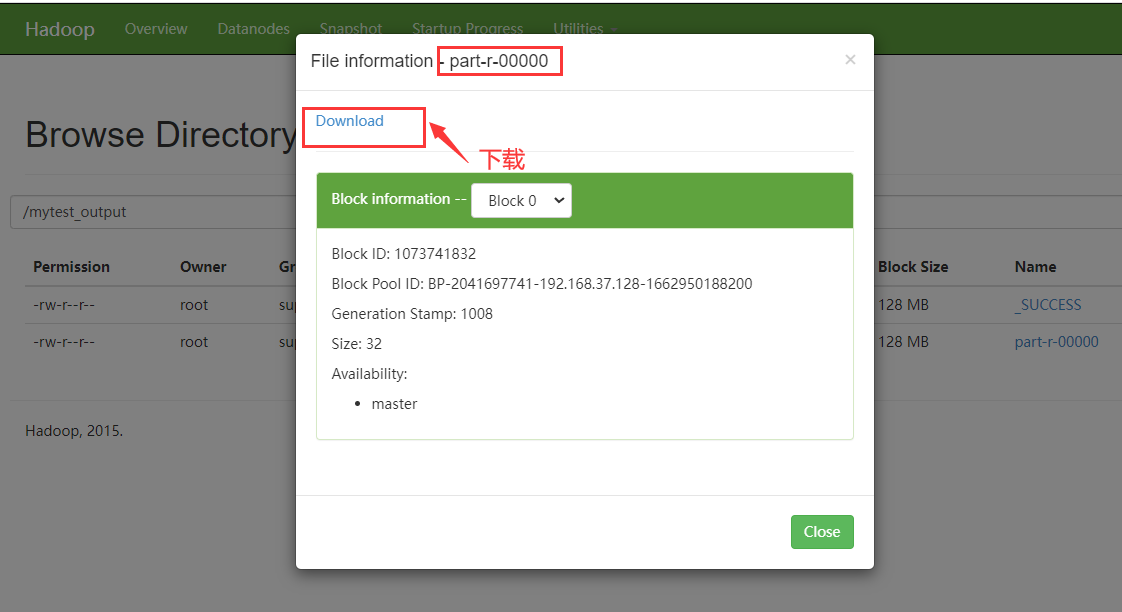 Hadoop Overview Datanodes Snapshot Startup Progress Utilities
File information - part-r-00000 ×
Download
下载
Browse Directory
/mytest_output
Block information -- Block 0
Block ID: 1073741832
Block Pool ID: BP-2041697741-192.168.37.128-1662950188200
Generation Stamp: 1008
Size: 32
Availability:
• master
Permission Owner Gr Block Size Name
-rw-r--r-- root su 128 MB _SUCCESS
-rw-r--r-- root su 128 MB part-r-00000
Hadoop, 2015.
Close